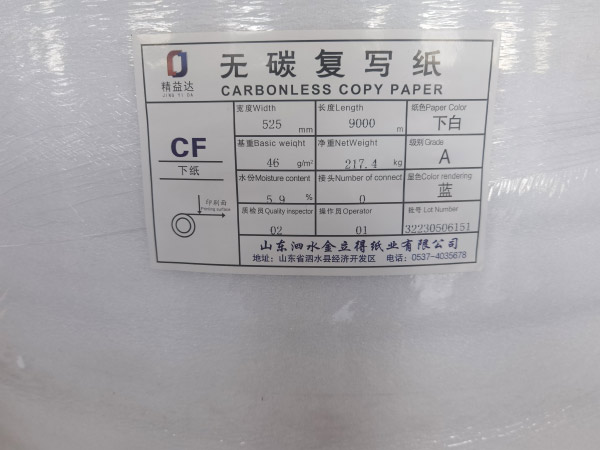 精益达
JING YI DA
无碳复写纸
CARBONLESS COPY PAPER
CF
下纸
印刷面
Printing surface
宽度Width
525 mm
长度Length
9000 m
纸色Paper Color
下白
基重Basic weight
46 g/m²
净重NetWeight
217.4 kg
级别Grade
A
水份Moisture content
5.9 %
接头Number of connect
0
显色Color rendering
蓝
质检员Quality inspector
02
操作员Operator
01
批号 Lot Number
32230506151
山东泗水金立得纸业有限公司
地址：山东省泗水县经济开发区 电话：0537-4035678